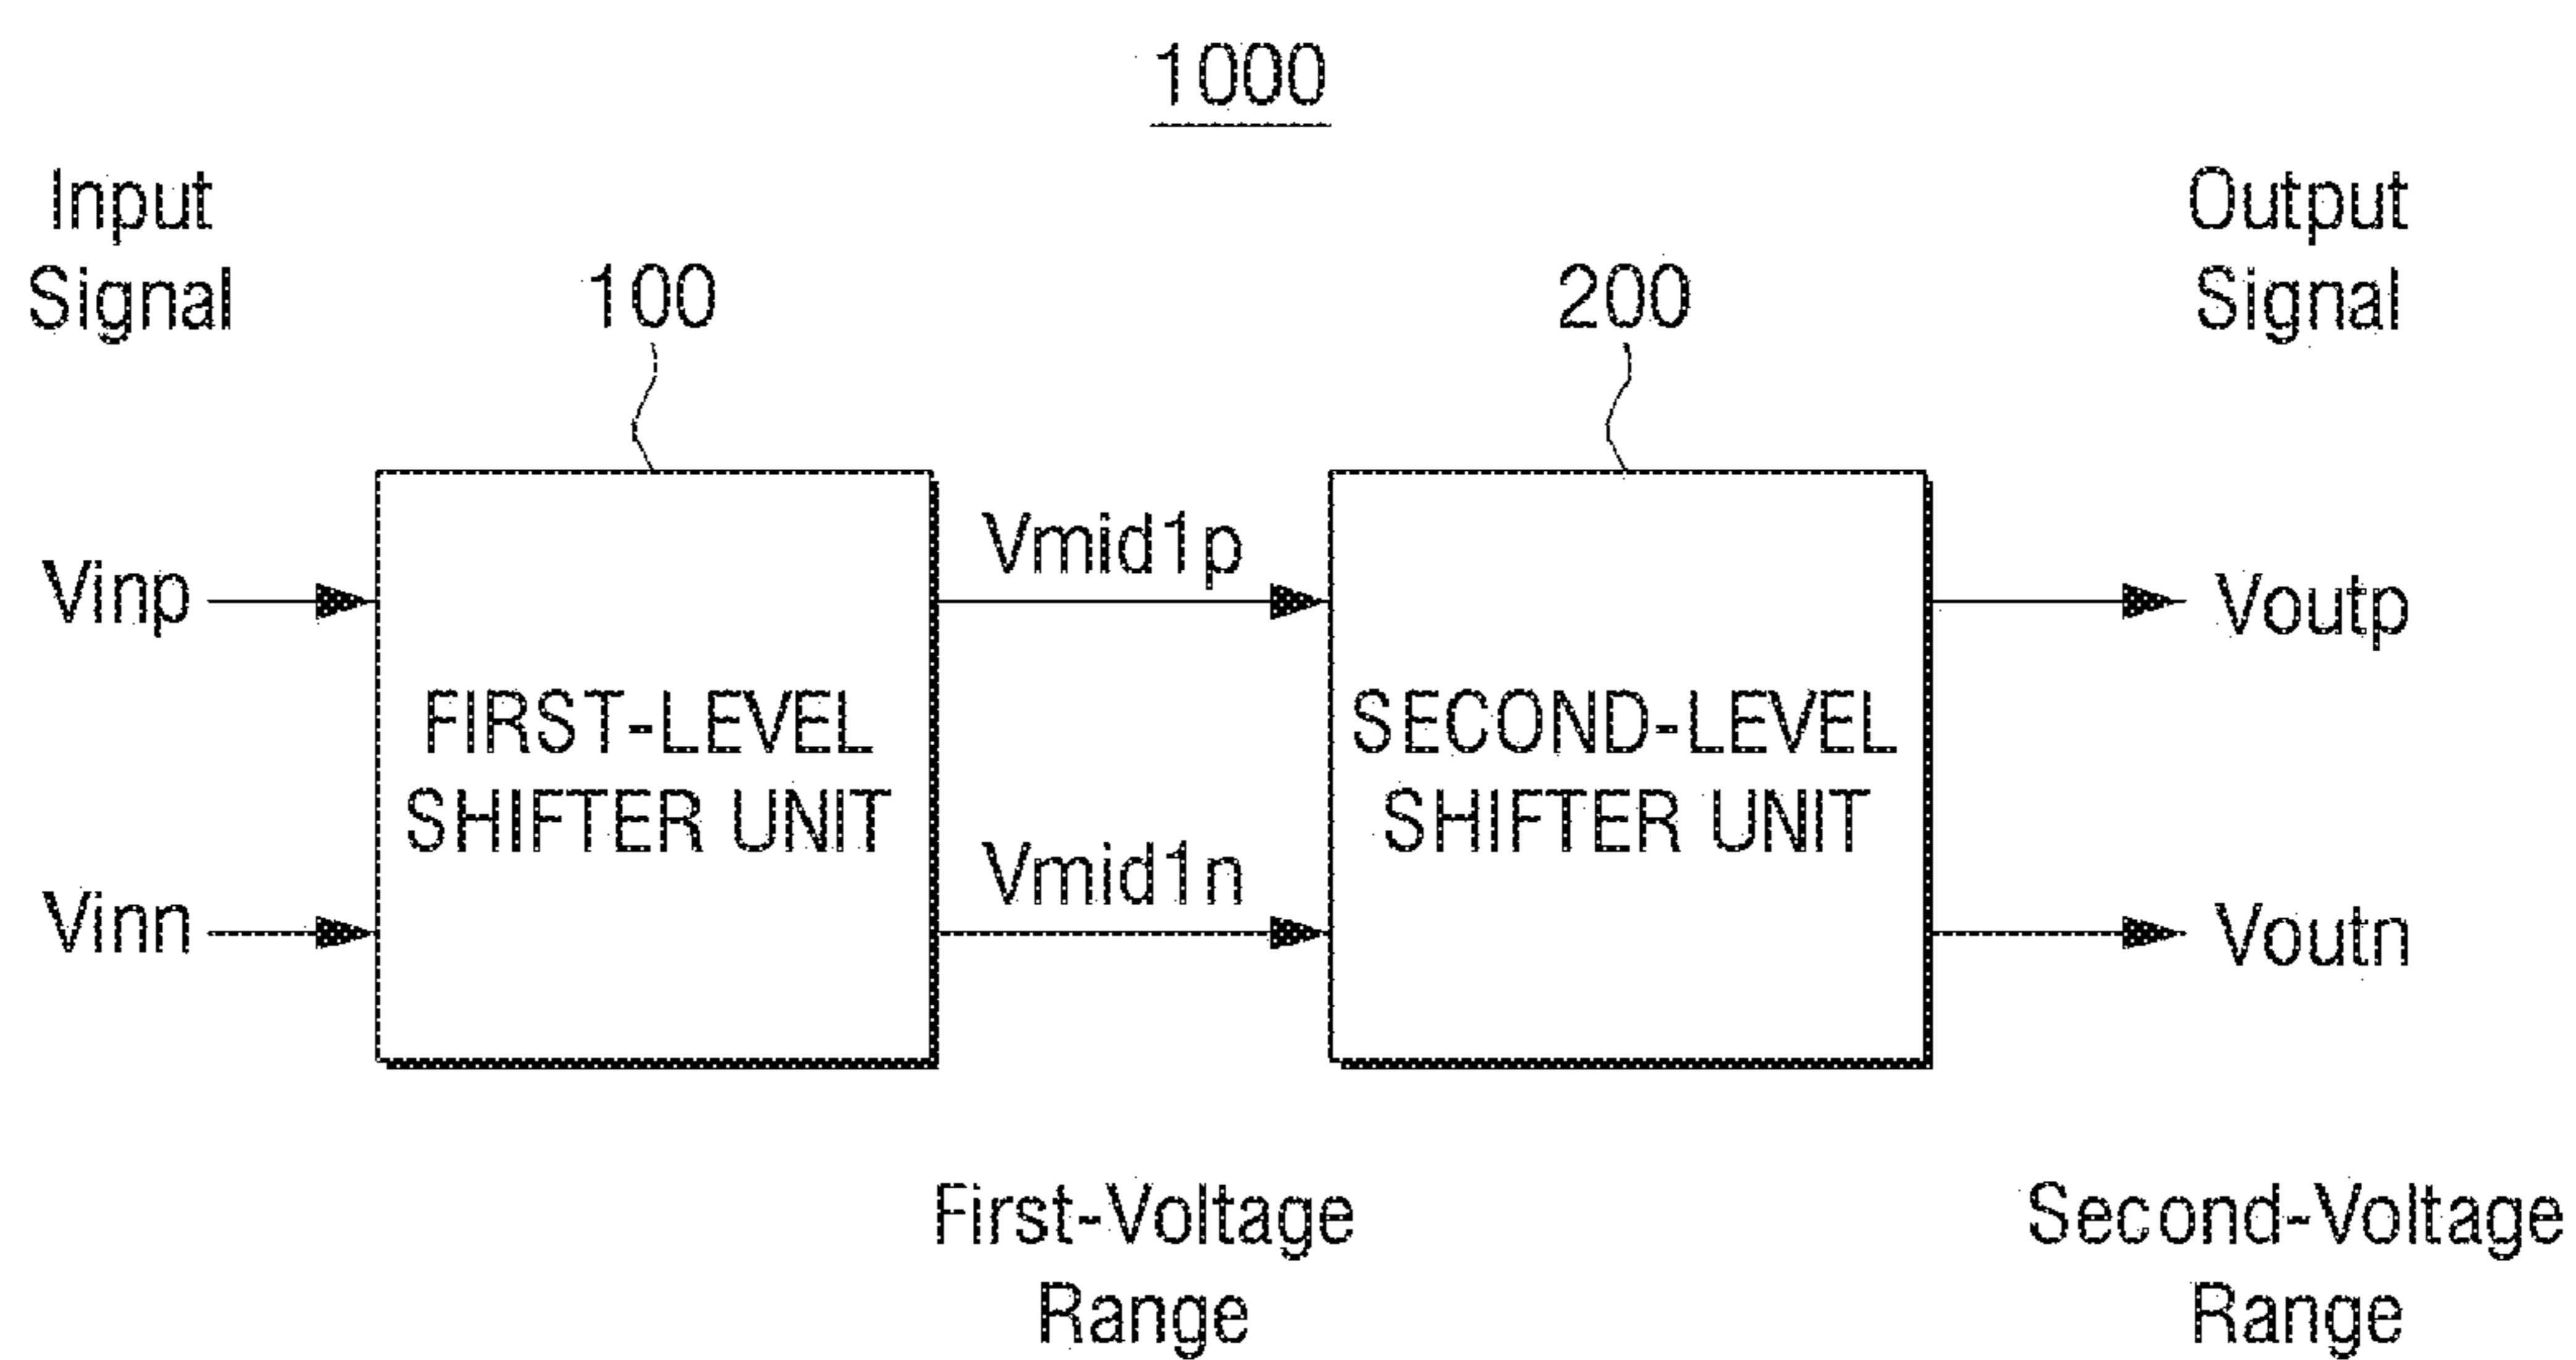 1000
Input
Signal
Output
Signal
100
200
Vinp
Vmid1p
Voutp
FIRST-LEVEL
SHIFTER UNIT
SECOND-LEVEL
SHIFTER UNIT
Vinn
Vmid1n
Voutn
First-Voltage
Range
Second-Voltage
Range